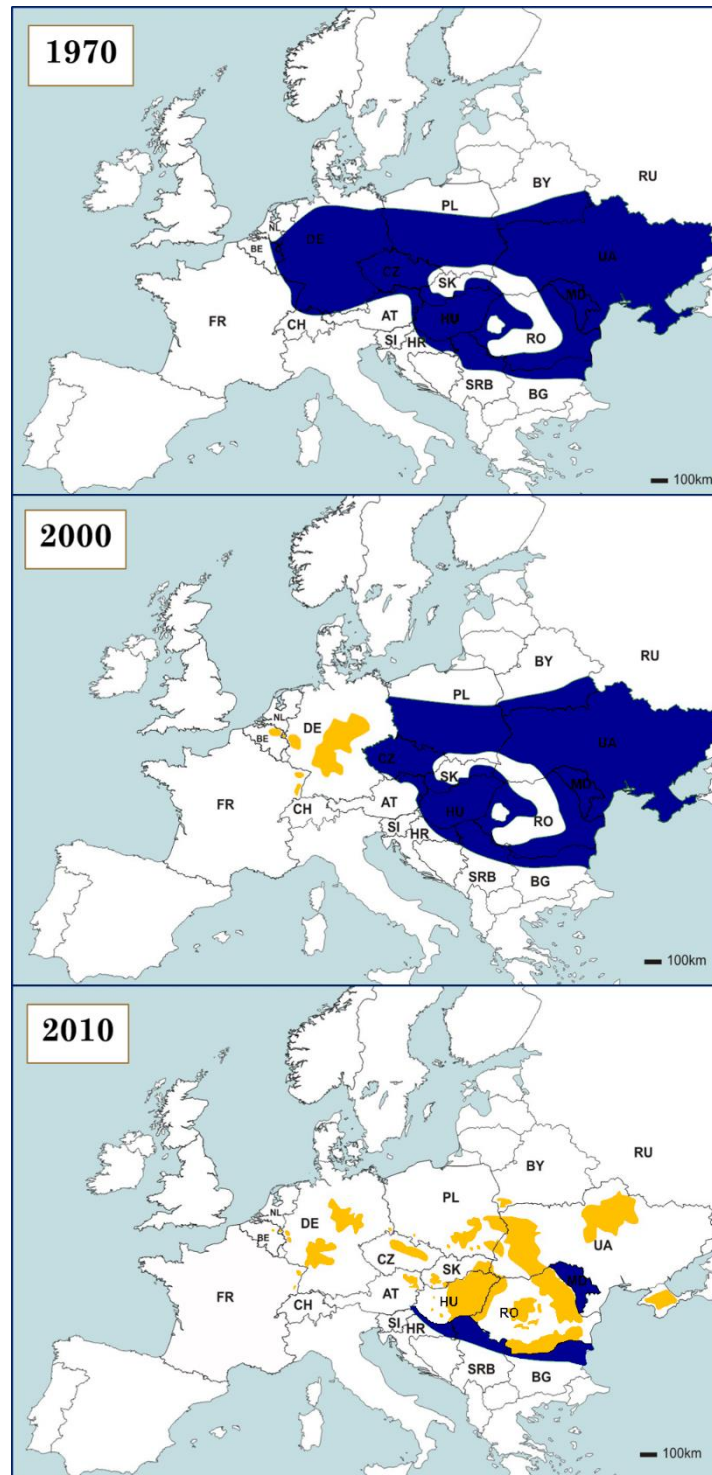 1970
RU
BY
PL
NL
DE
BE
UA
CZ
SK
MD
FR
AT
HU
CH
RO
SI
HR
SRB
BG
100km
2000
RU
BY
PL
NL
DE
BE
UA
CZ
SK
MD
FR
AT
HU
CH
RO
SI
HR
SRB
BG
100km
2010
RU
BY
PL
NL
DE
BE
UA
CZ
SK
MD
FR
AT
HU
CH
RO
SI
HR
SRB
BG
100km